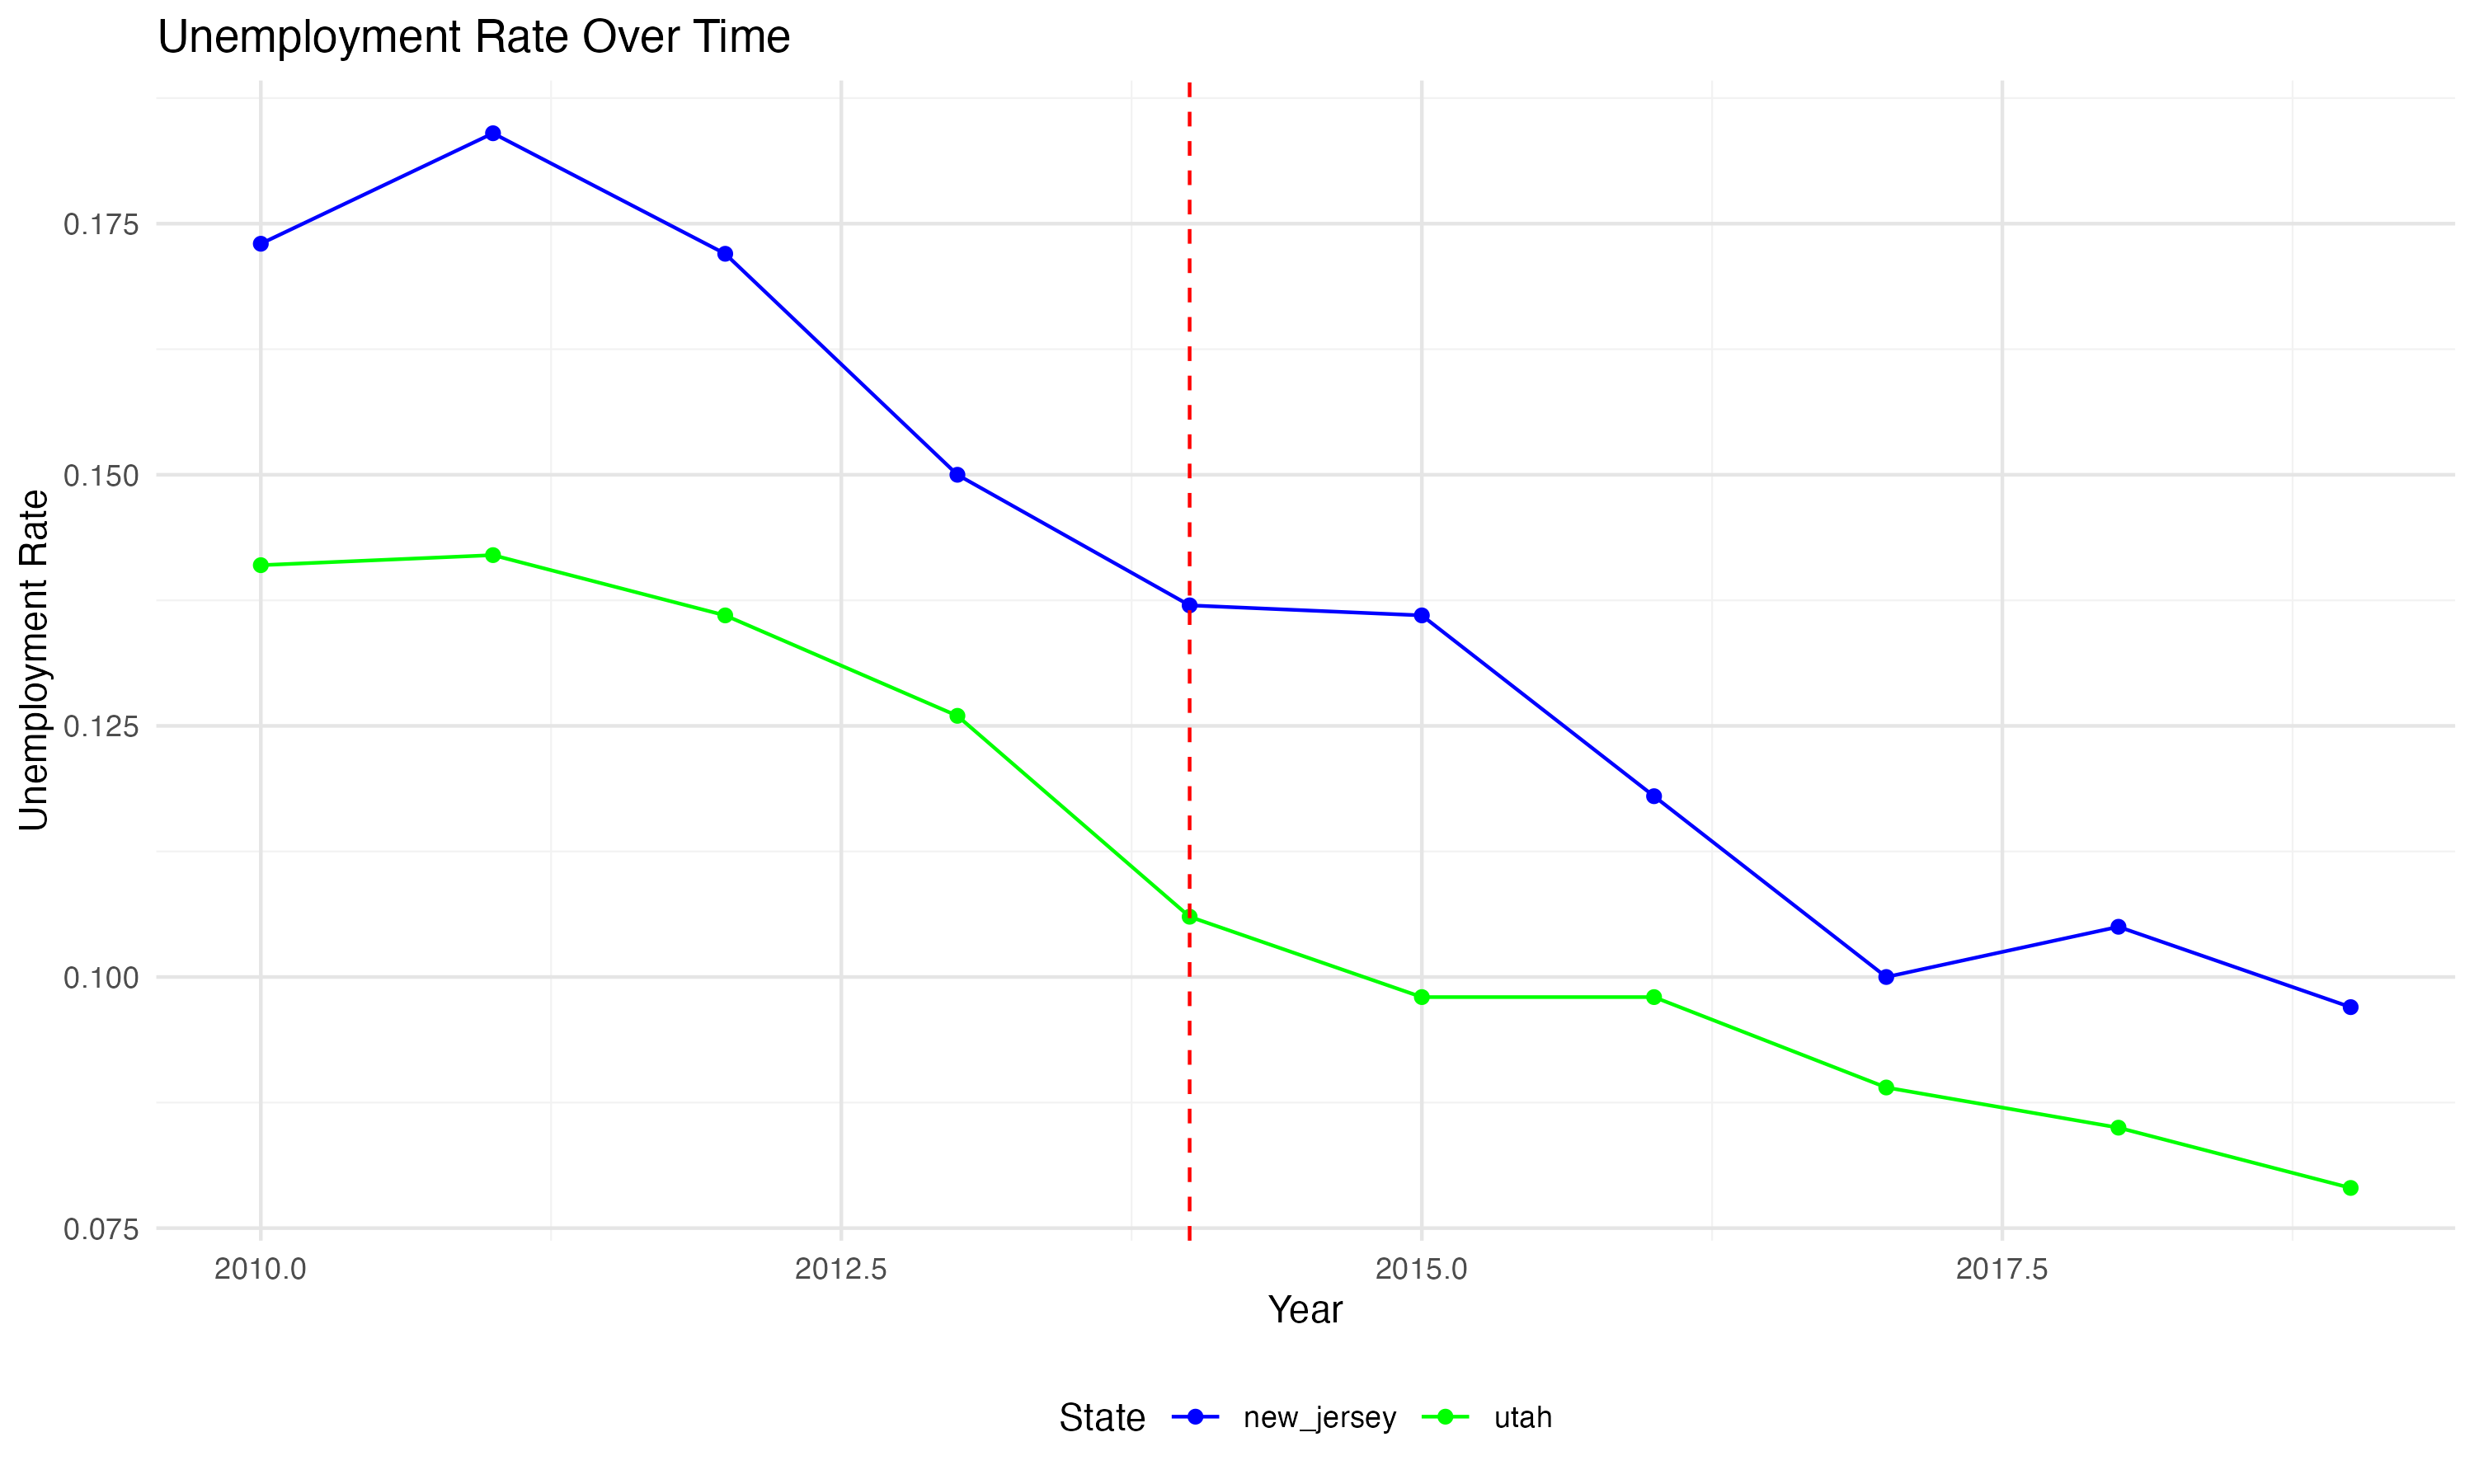 Unemployment Rate Over Time
Unemployment Rate
0.175
0.150
0.125
0.100
0.075
2010.0 2012.5 2015.0 2017.5
Year
State new_jersey utah